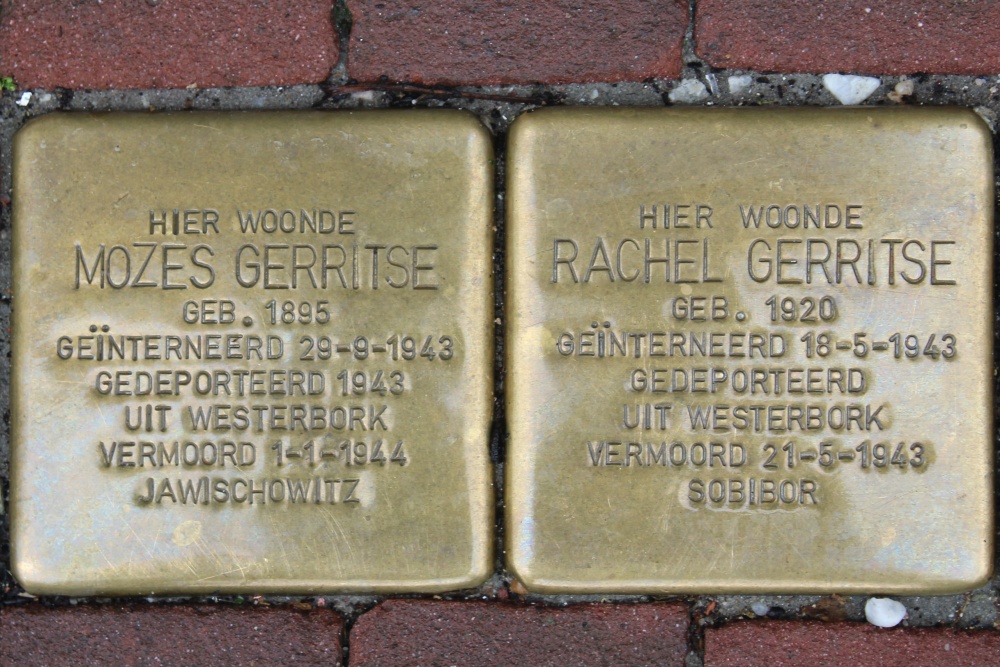 HIER WOONDE
MOZES GERRITSE
GEB. 1895
GEÏNTERNEERD 29-9-1943
GEDEPORTEERD 1943
UIT WESTERBORK
VERMOORD 1-1-1944
JAWISCHOWITZ
HIER WOONDE
RACHEL GERRITSE
GEB. 1920
GEÏNTERNEERD 18-5-1943
GEDEPORTEERD
UIT WESTERBORK
VERMOORD 21-5-1943
SOBIBOR